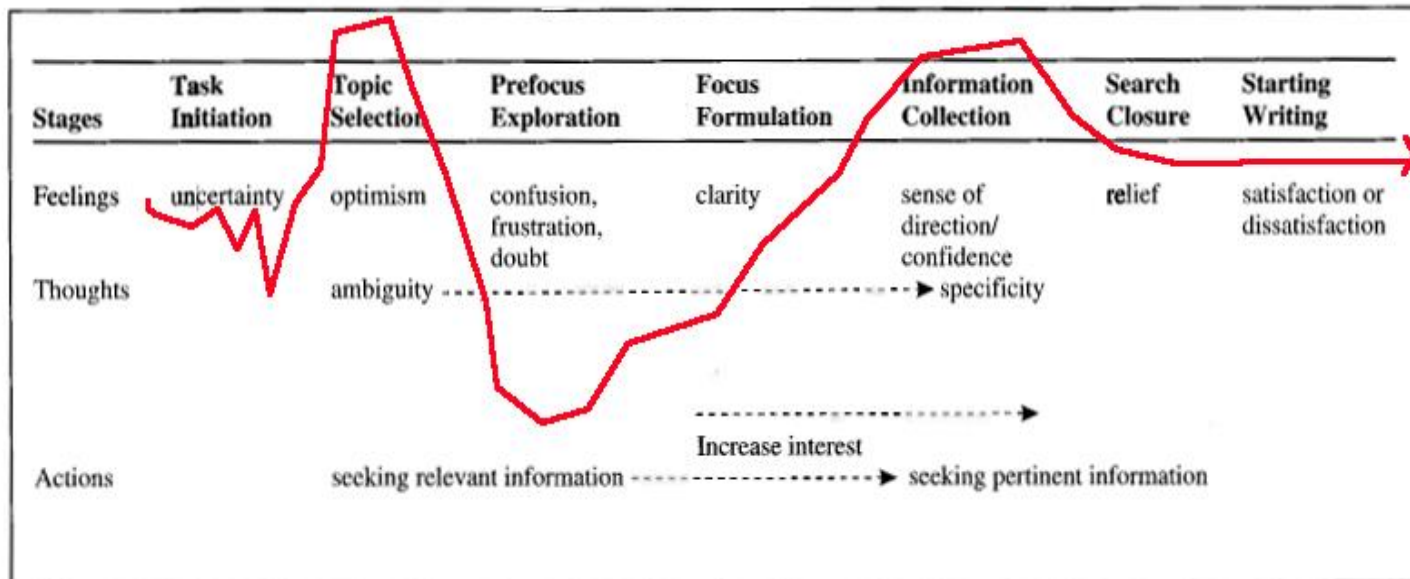 Task Topic Prefocus Focus Information Search Starting
Stages Initiation Selection Exploration Formulation Collection Closure Writing
Feelings uncertainty optimism confusion, clarity sense of relief satisfaction or
frustration, direction/ dissatisfaction
doubt confidence
Thoughts ambiguity specificity
Increase interest
Actions seeking relevant information seeking pertinent information